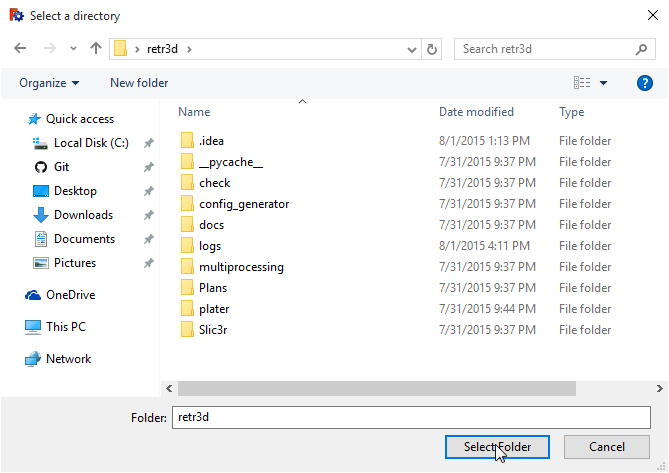 Select a directory
retr3d
Search retr3d
Organize New folder ?
Name Date modified Type
Quick access
Local Disk (C:)
Git
Desktop
Downloads
Documents
Pictures
OneDrive
This PC
Network
.idea 8/1/2015 1:13 PM File folder
__pycache__ 7/31/2015 9:37 PM File folder
check 7/31/2015 9:37 PM File folder
config_generator 7/31/2015 9:37 PM File folder
docs 7/31/2015 9:37 PM File folder
logs 8/1/2015 4:11 PM File folder
multiprocessing 7/31/2015 9:37 PM File folder
Plans 7/31/2015 9:37 PM File folder
plater 7/31/2015 9:44 PM File folder
Slic3r 7/31/2015 9:37 PM File folder
Folder: retr3d
Select Folder Cancel